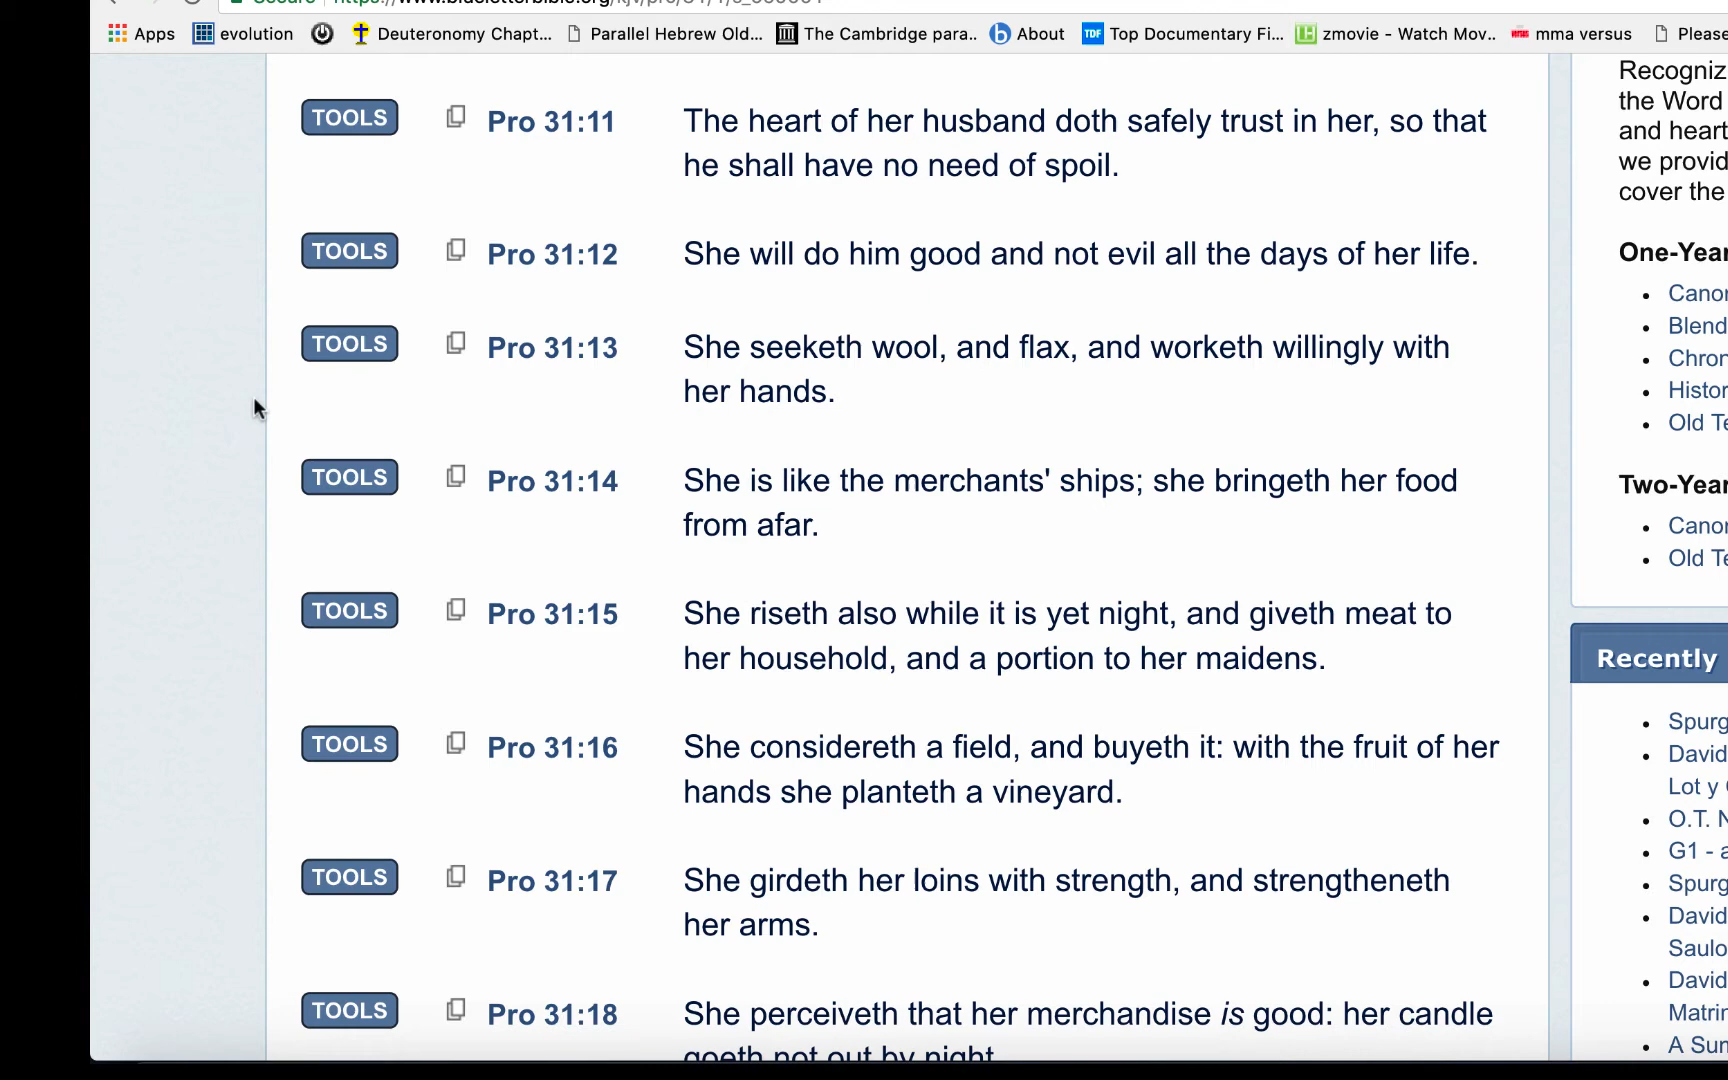 Apps evolution Deuteronomy Chapt... Parallel Hebrew Old... The Cambridge para.. About TDF Top Documentary Fi... zmovie - Watch Mov.. mma versus Please
TOOLS Pro 31:11 The heart of her husband doth safely trust in her, so that
he shall have no need of spoil.
TOOLS Pro 31:12 She will do him good and not evil all the days of her life.
TOOLS Pro 31:13 She seeketh wool, and flax, and worketh willingly with
her hands.
TOOLS Pro 31:14 She is like the merchants' ships; she bringeth her food
from afar.
TOOLS Pro 31:15 She riseth also while it is yet night, and giveth meat to
her household, and a portion to her maidens.
TOOLS Pro 31:16 She considereth a field, and buyeth it: with the fruit of her
hands she planteth a vineyard.
TOOLS Pro 31:17 She girdeth her loins with strength, and strengtheneth
her arms.
TOOLS Pro 31:18 She perceiveth that her merchandise is good: her candle
goeth not out by night.
Recogniz
the Word
and heart
we provid
cover the
One-Year
Canon
Blend
Chron
Histor
Old Te
Two-Year
Canon
Old Te
Recently
Spurg
David
Lot y
O.T. N
G1 - a
Spurg
David
Saulo
David
Matrin
A Sum